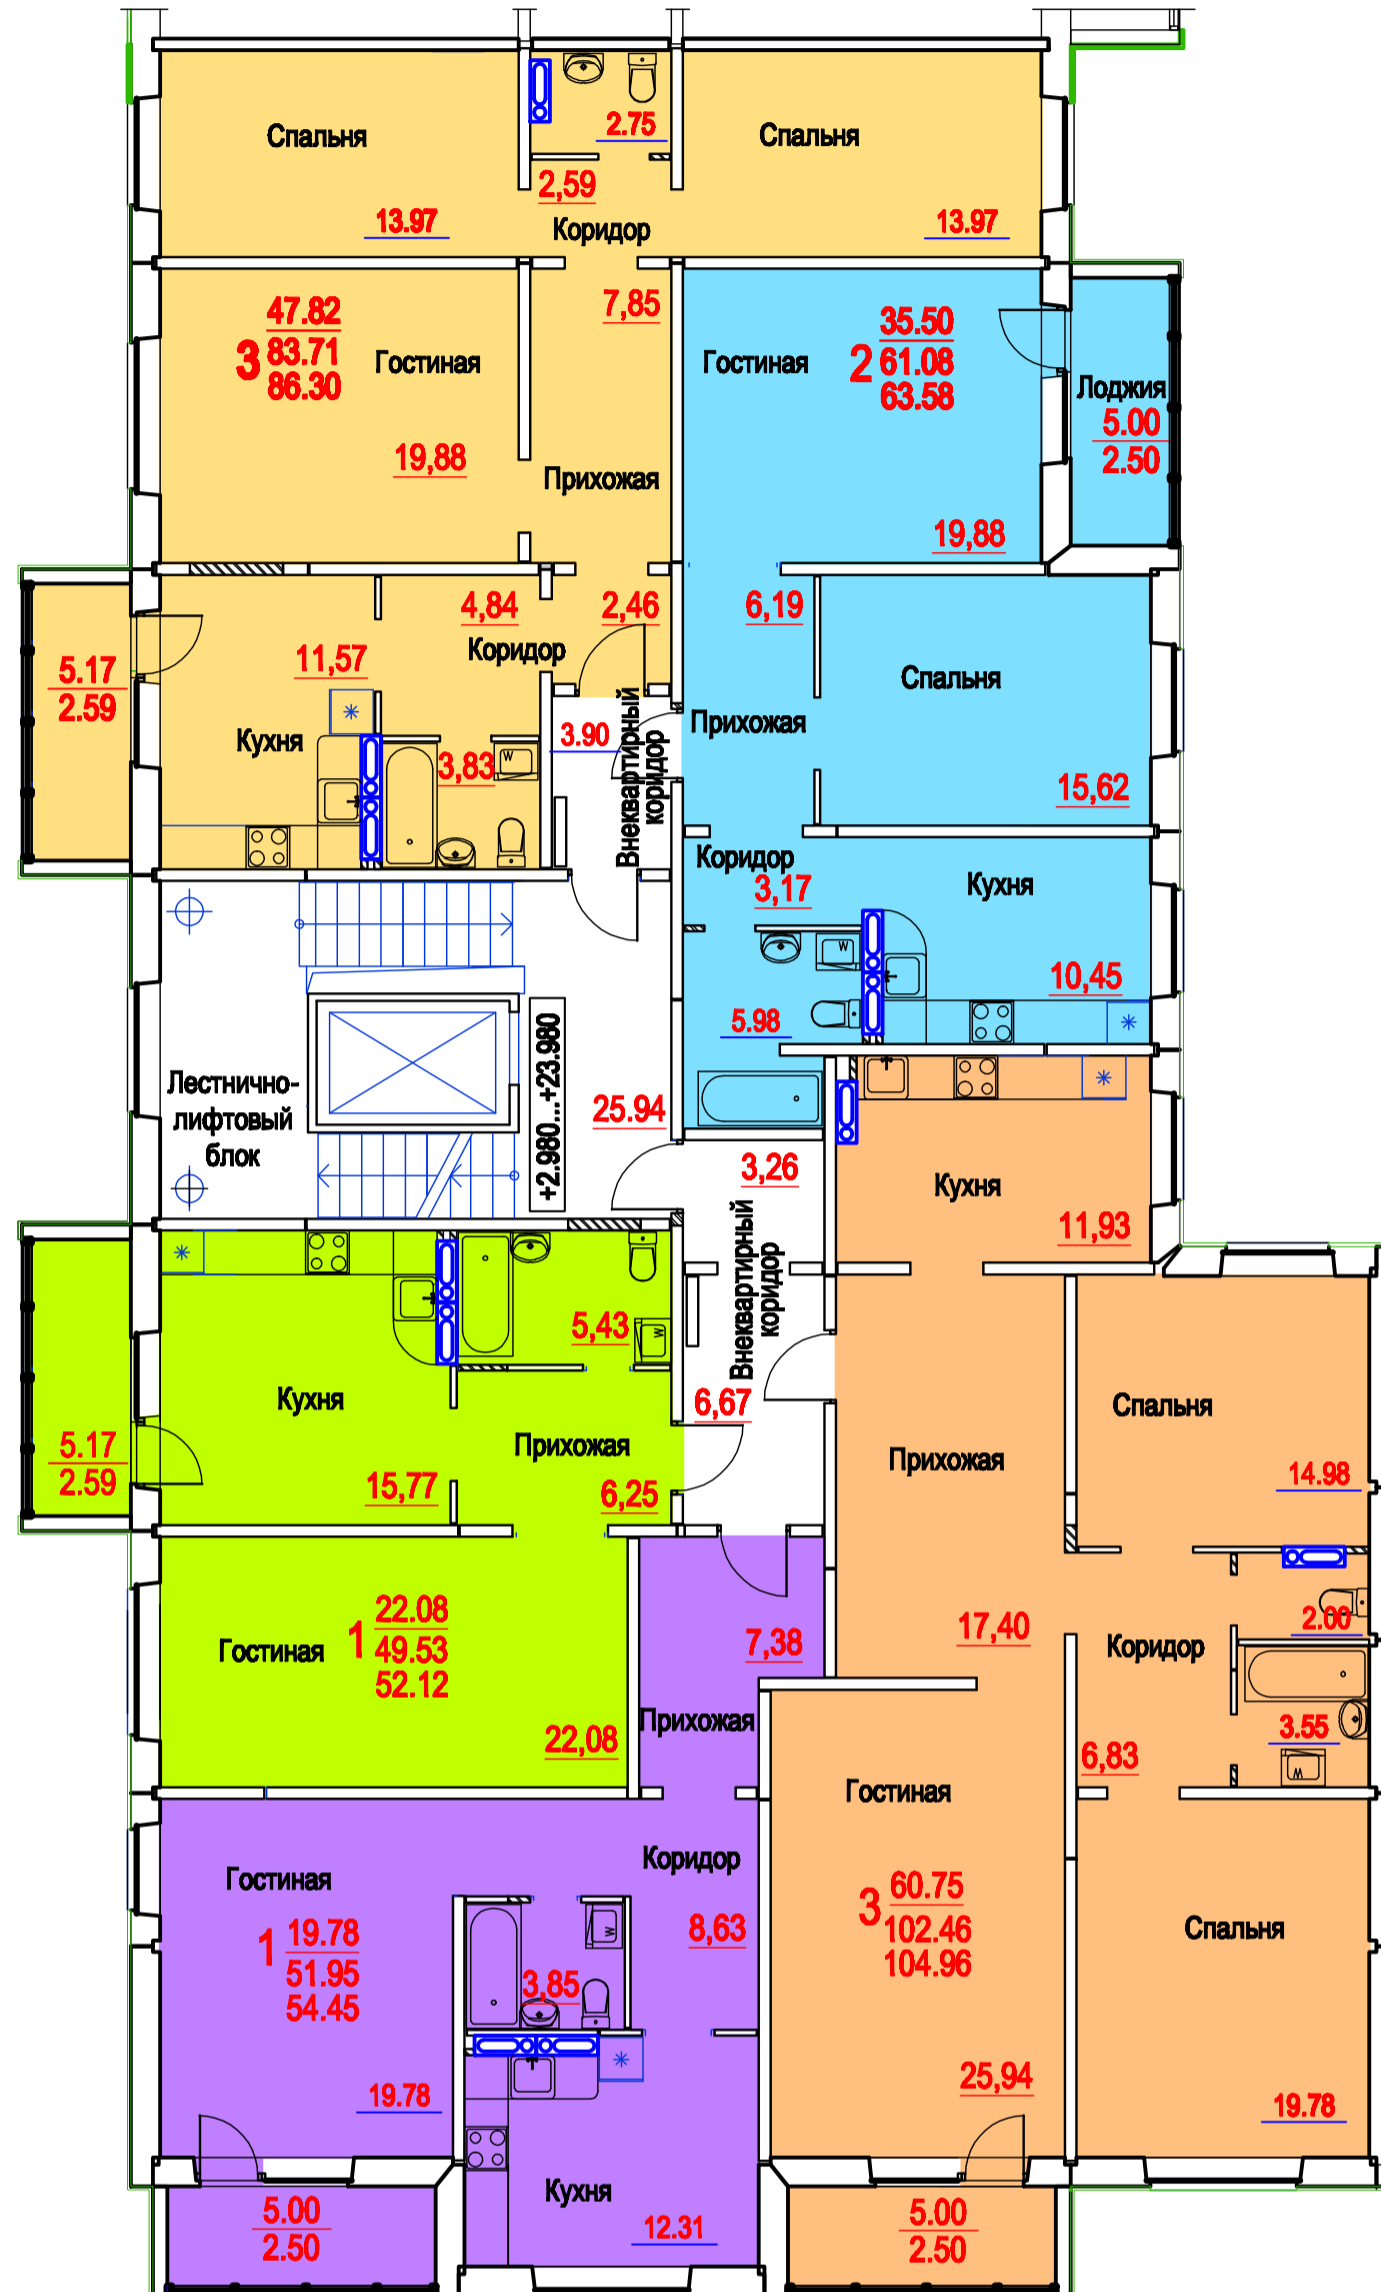 Спальня
13.97
2.75
2,59
Коридор
Спальня
13.97
47.82
3 83.71
86.30
Гостиная
19,88
7,85
Прихожая
Гостиная
35.50
2 61.08
63.58
19,88
Лоджия
5.00
2.50
5.17
2.59
11,57
Кухня
4,84
Коридор
2,46
3,83
W
3.90
Внеквартирный
коридор
6,19
Прихожая
Спальня
15,62
Коридор
3,17
Кухня
10,45
W
5.98
Лестнично-
лифтовый
блок
+2.980...+23.980
25.94
3,26
Внеквартирный
коридор
6,67
Кухня
11,93
5.17
2.59
Кухня
15,77
5,43
W
Прихожая
6,25
Гостиная
22.08
1 49.53
52.12
22,08
7,38
Прихожая
Прихожая
17,40
Спальня
14.98
Коридор
2.00
3.55
W
6,83
Гостиная
1 19.78
51.95
54.45
19.78
Коридор
8,63
W
3,85
Кухня
12.31
5.00
2.50
Гостиная
3 60.75
102.46
104.96
25,94
Спальня
19.78
5.00
2.50